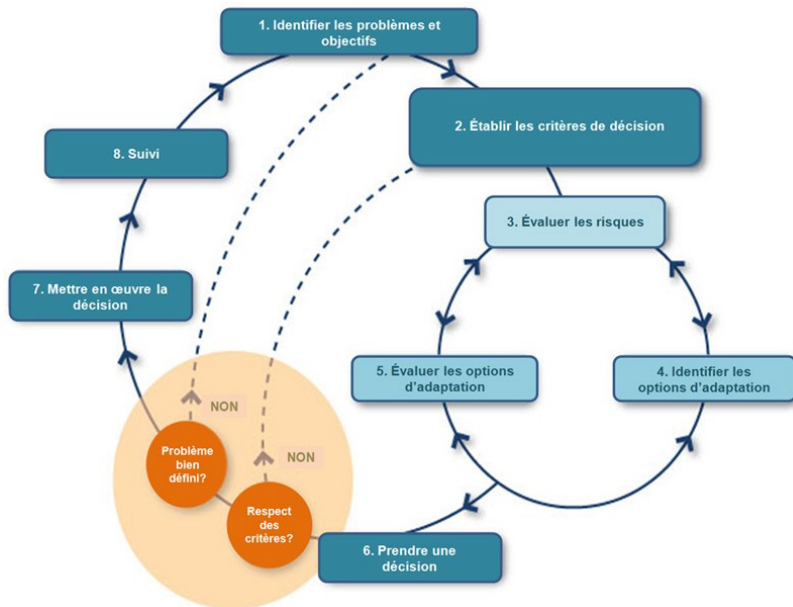 1. Identifier les problèmes et
objectifs
2. Établir les critères de décision
8. Suivi
3. Évaluer les risques
7. Mettre en œuvre la
décision
5. Évaluer les options
d'adaptation
4. Identifier les
options d'adaptation
NON
Problème
bien
défini?
NON
Respect
des
critères?
6. Prendre une
décision